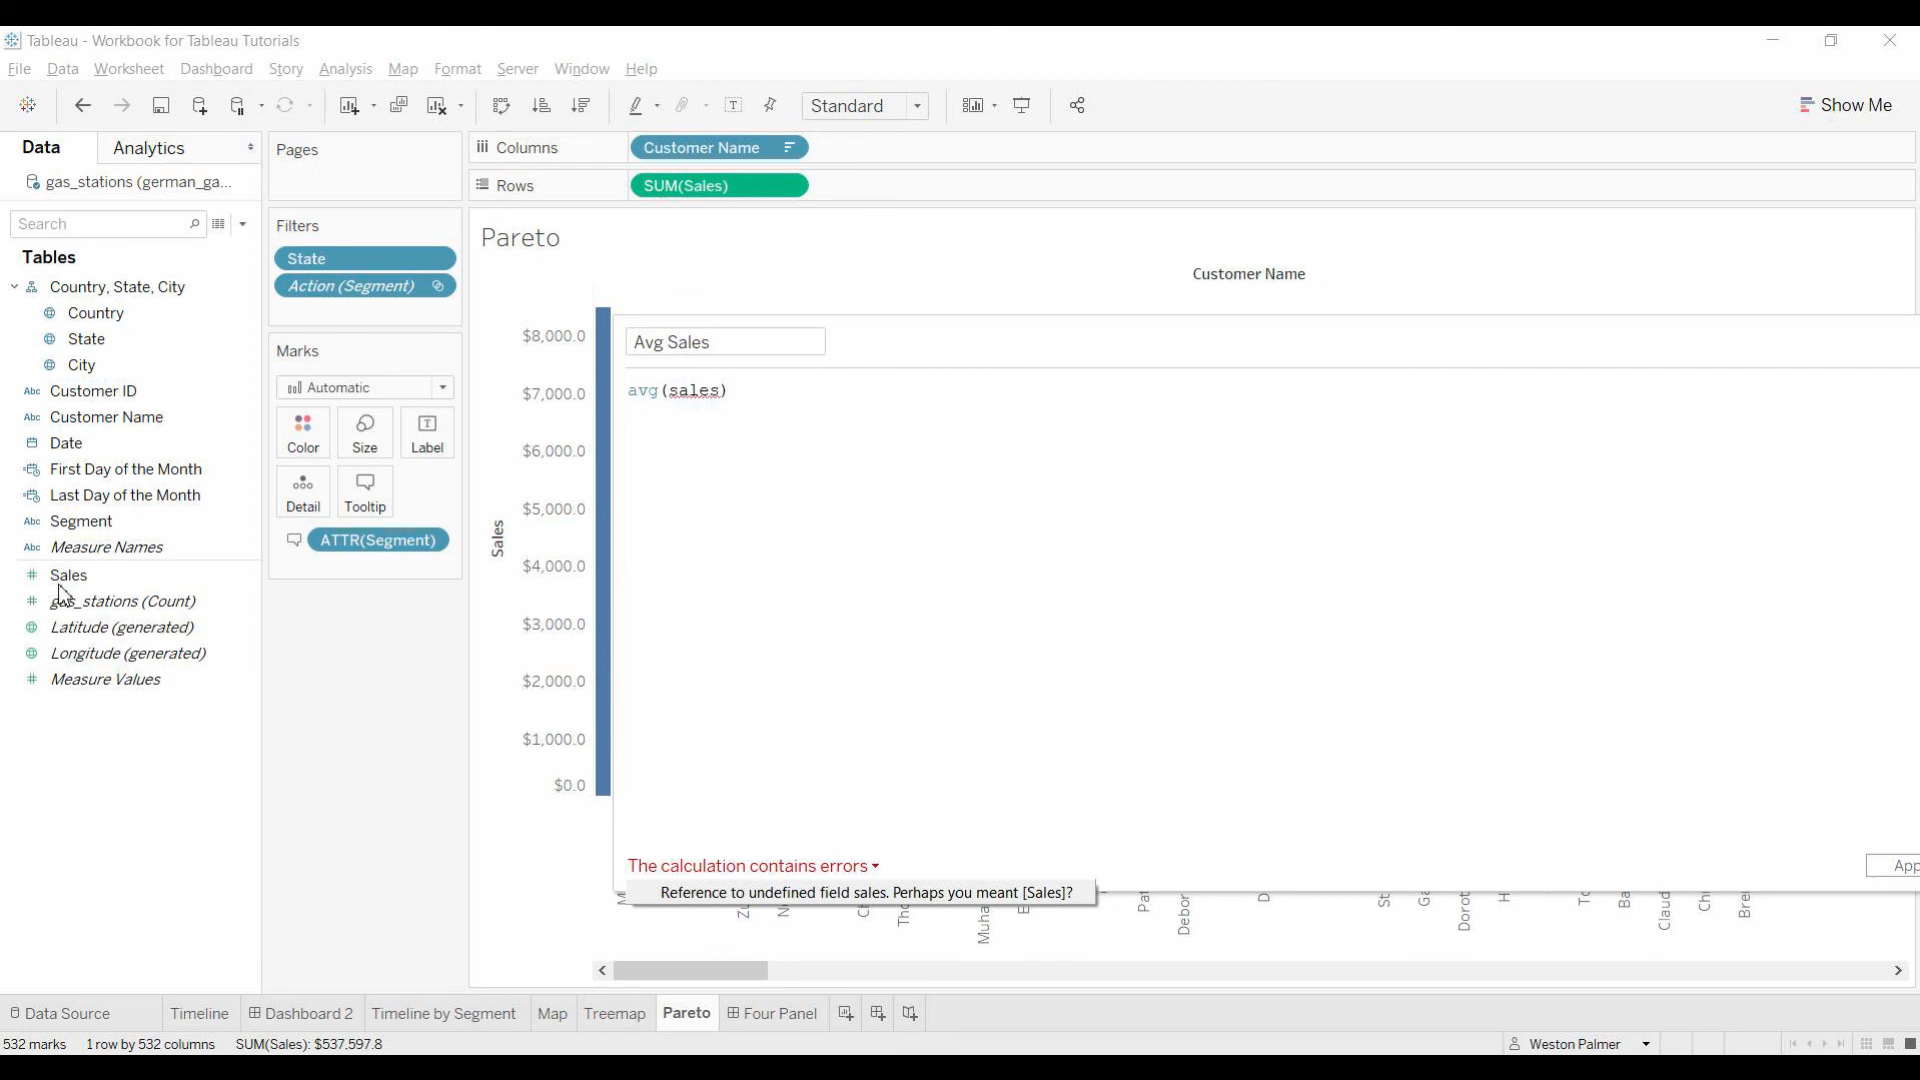 Tableau - Workbook for Tableau Tutorials
File Data Worksheet Dashboard Story Analysis Map Format Server Window Help
Standard
Show Me
Data Analytics
gas_stations (german_ga...
Search
Tables
Country, State, City
Country
State
City
Abc Customer ID
Abc Customer Name
Date
First Day of the Month
Last Day of the Month
Abc Segment
Abc Measure Names
# Sales
# gas_stations (Count)
Latitude (generated)
Longitude (generated)
# Measure Values
Pages
Filters
State
Action (Segment)
Marks
Automatic
Color Size Label
Detail Tooltip
ATTR(Segment)
Columns Customer Name
Rows SUM(Sales)
Pareto
Customer Name
Sales
$8,000.0
$7,000.0
$6,000.0
$5,000.0
$4,000.0
$3,000.0
$2,000.0
$1,000.0
$0.0
Avg Sales
avg(sales)
The calculation contains errors
App
Reference to undefined field sales. Perhaps you meant [Sales]?
Debor
Dorot
Claud
Data Source Timeline Dashboard 2 Timeline by Segment Map Treemap Pareto Four Panel
532 marks 1 row by 532 columns SUM(Sales): $537,597.8
Weston Palmer